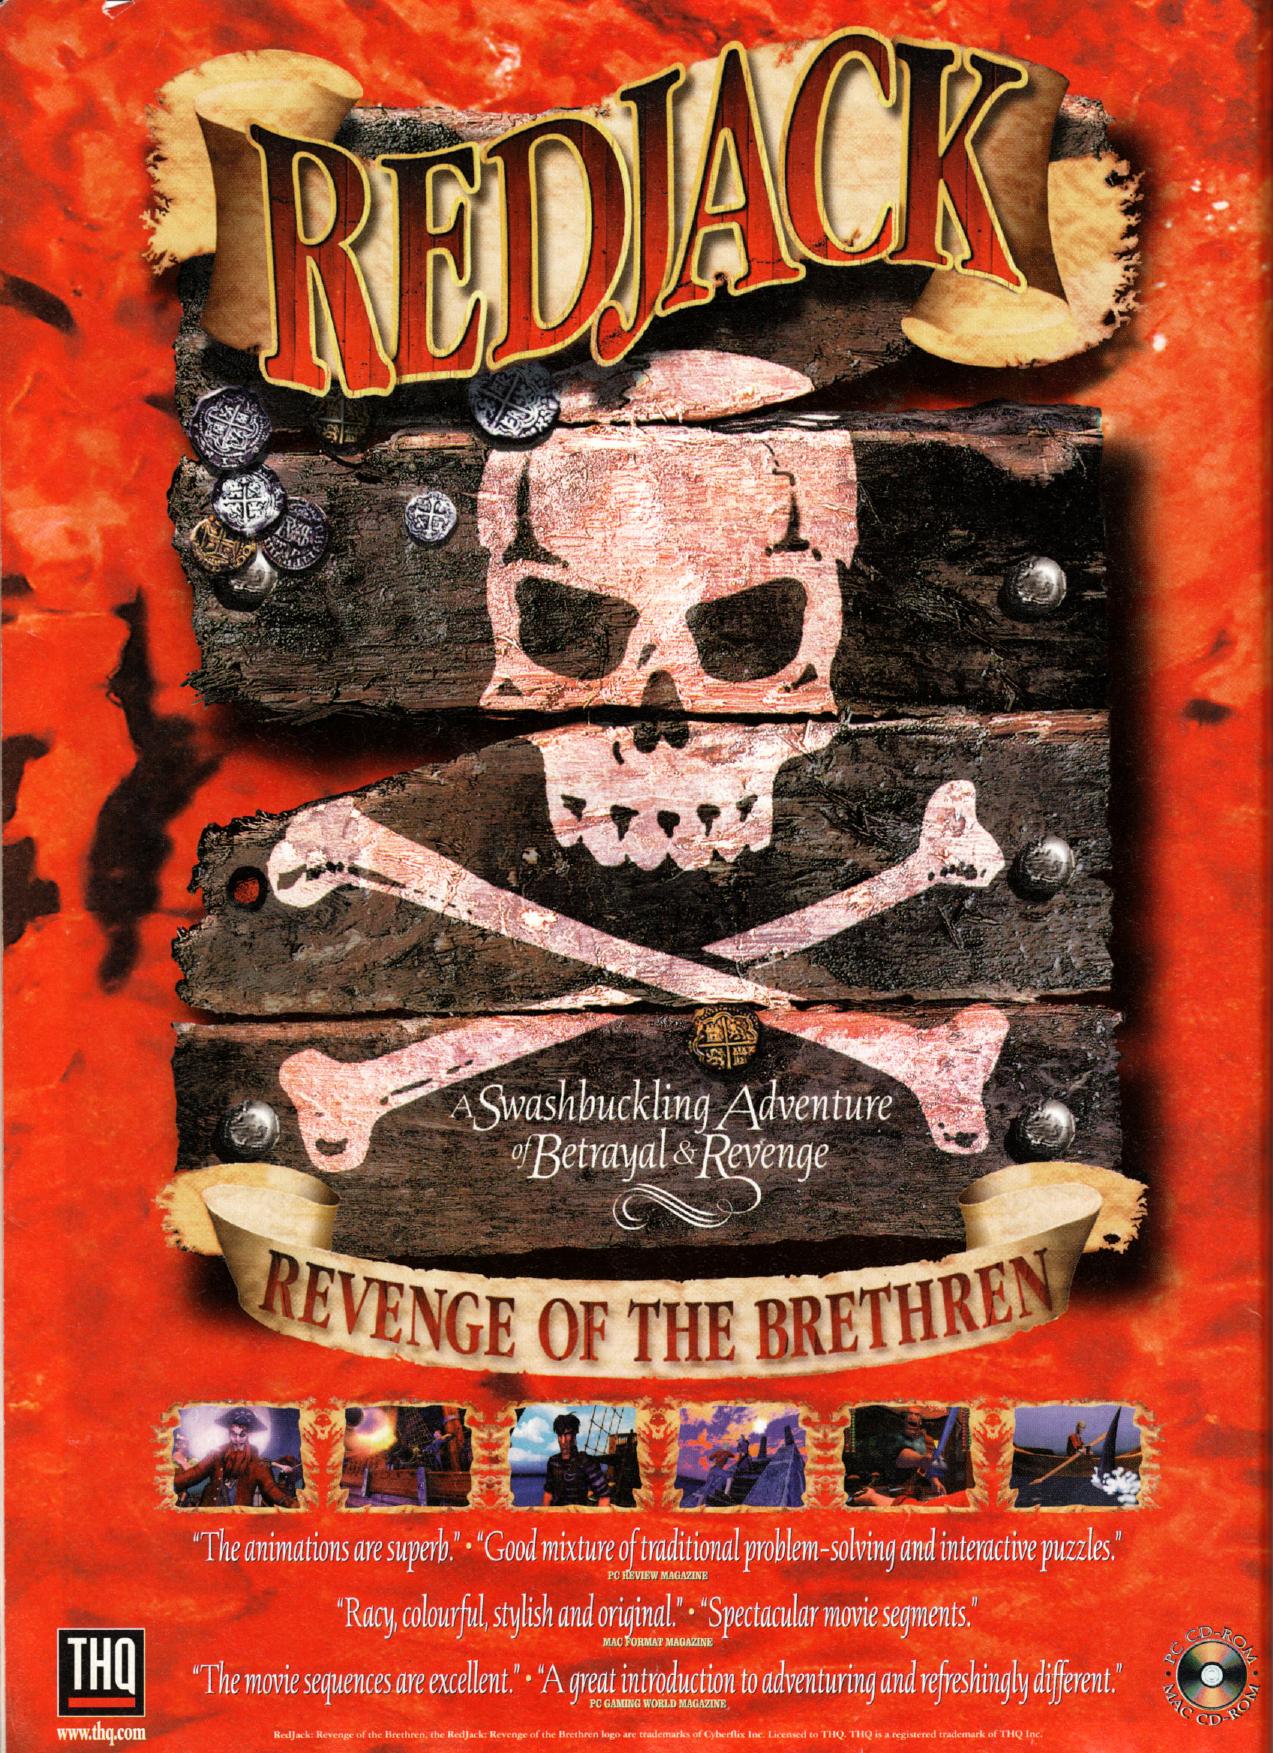 REDJACK
A Swashbuckling Adventure
of Betrayal & Revenge
REVENGE OF THE BRETHREN
"The animations are superb." • "Good mixture of traditional problem-solving and interactive puzzles."
PC REVIEW MAGAZINE
"Racy, colourful, stylish and original." • "Spectacular movie segments."
MAC FORMAT MAGAZINE
"The movie sequences are excellent." • "A great introduction to adventuring and refreshingly different."
PC GAMING WORLD MAGAZINE
THQ
www.thq.com
RedJack: Revenge of the Brethren, the RedJack: Revenge of the Brethren logo are trademarks of Cyberflix Inc. Licensed to THQ. THQ is a registered trademark of THQ Inc.
PC CD-ROM
MAC CD-ROM